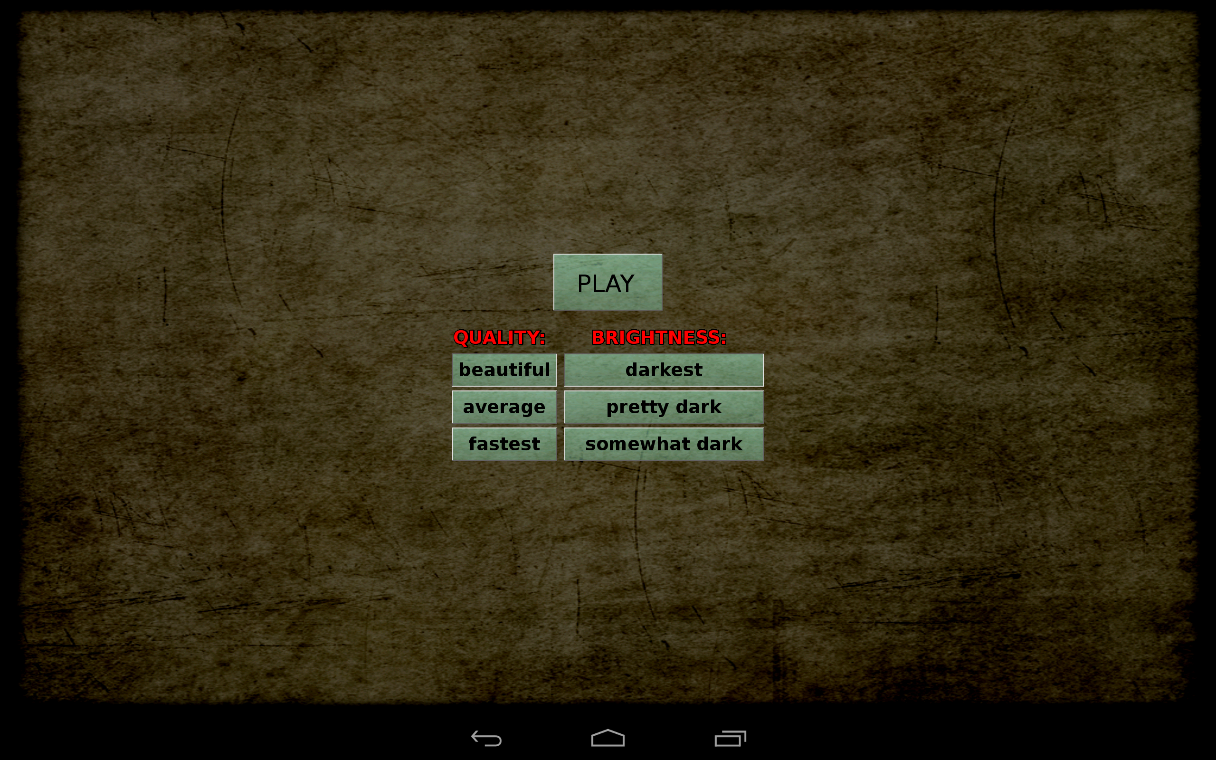 PLAY
QUALITY: BRIGHTNESS:
beautiful darkest
average pretty dark
fastest somewhat dark